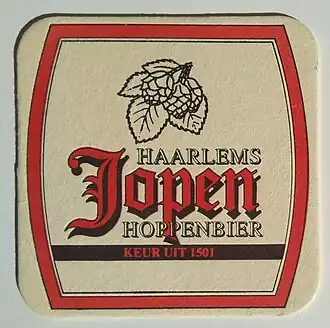 HAARLEMS
Jopen
HOPPENBIER
KEUR UIT 1501